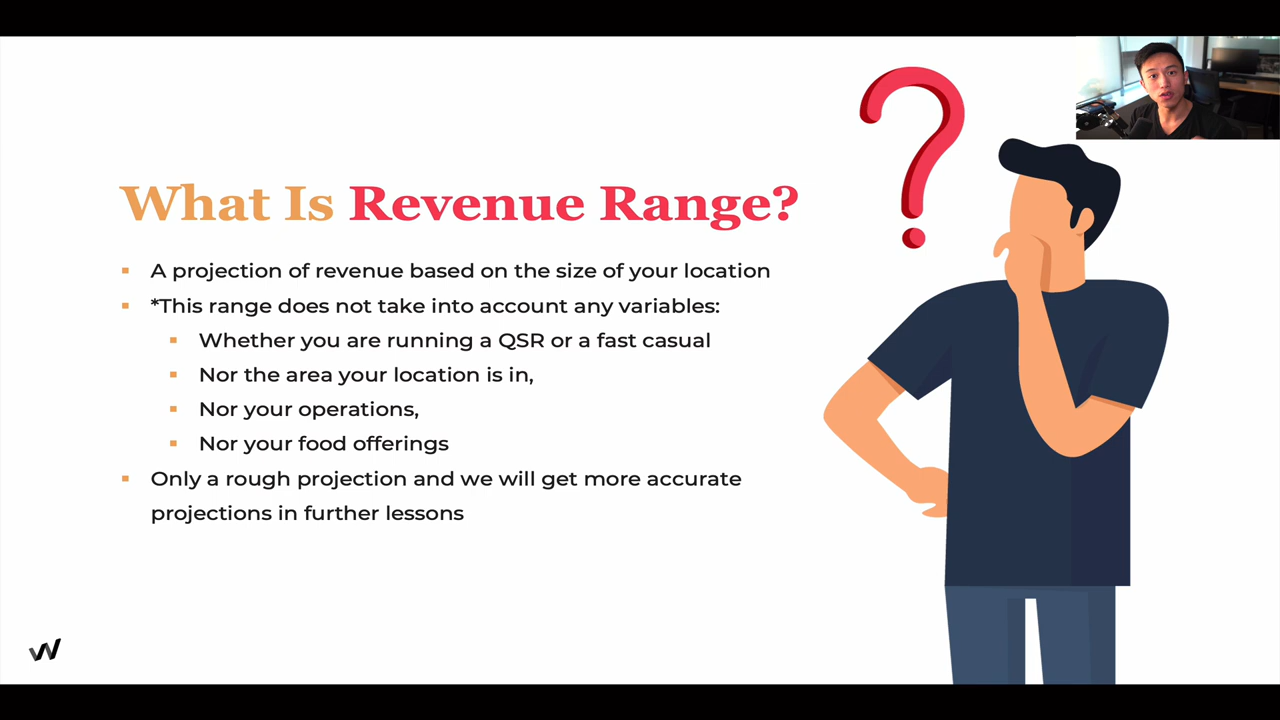 What Is Revenue Range?
A projection of revenue based on the size of your location
*This range does not take into account any variables:
Whether you are running a QSR or a fast casual
Nor the area your location is in,
Nor your operations,
Nor your food offerings
Only a rough projection and we will get more accurate
projections in further lessons